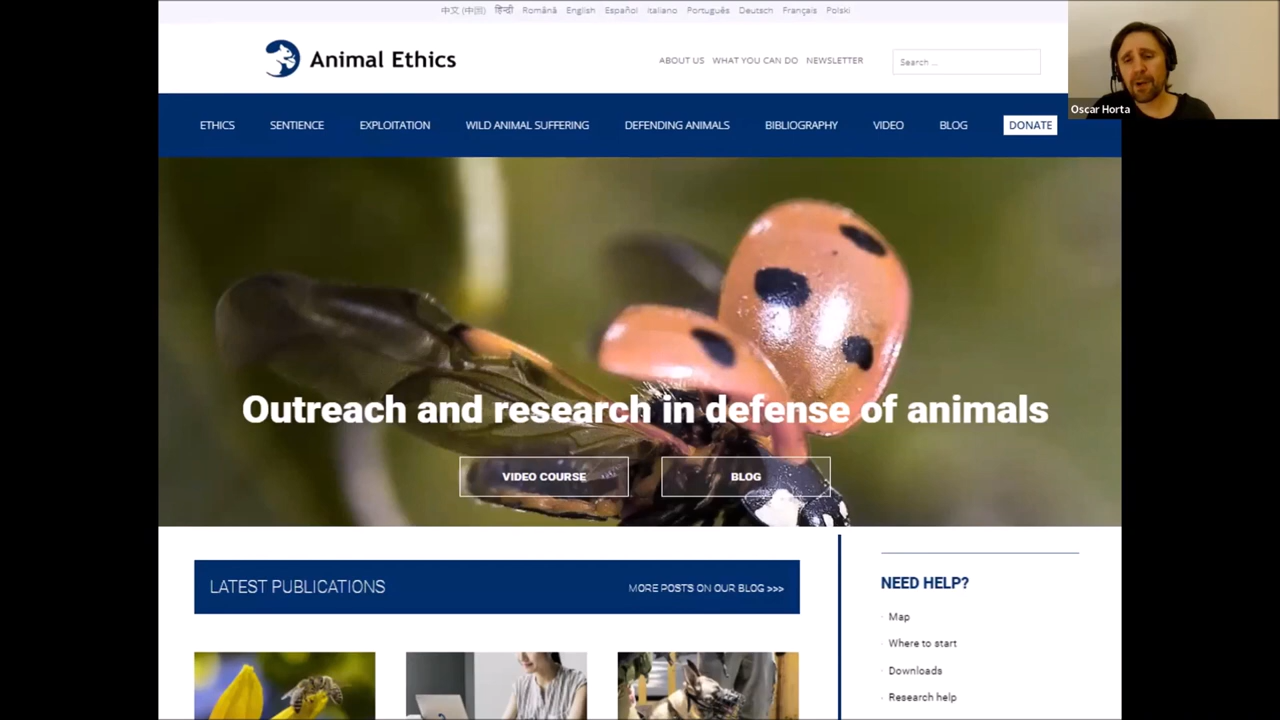 中文 (中国) हिन्दी Română English Español Italiano Português Deutsch Français Polski
Animal Ethics
ABOUT US WHAT YOU CAN DO NEWSLETTER
Search ...
Oscar Horta
ETHICS SENTIENCE EXPLOITATION WILD ANIMAL SUFFERING DEFENDING ANIMALS BIBLIOGRAPHY VIDEO BLOG DONATE
Outreach and research in defense of animals
VIDEO COURSE BLOG
LATEST PUBLICATIONS MORE POSTS ON OUR BLOG >>>
NEED HELP?
Map
Where to start
Downloads
Research help